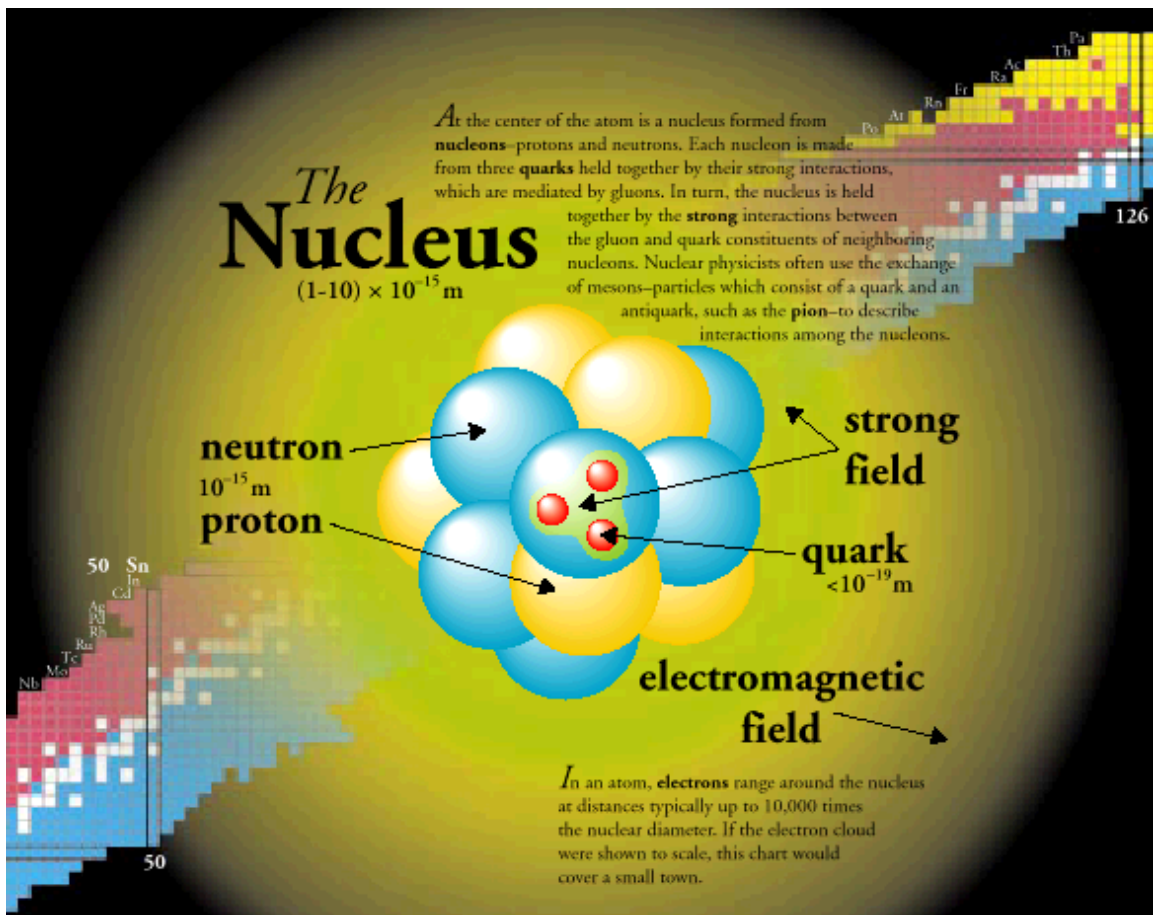 The
Nucleus
(1-10) × 10⁻¹⁵ m
At the center of the atom is a nucleus formed from
nucleons–protons and neutrons. Each nucleon is made
from three quarks held together by their strong interactions,
which are mediated by gluons. In turn, the nucleus is held
together by the strong interactions between
the gluon and quark constituents of neighboring
nucleons. Nuclear physicists often use the exchange
of mesons–particles which consist of a quark and an
antiquark, such as the pion–to describe
interactions among the nucleons.
Pa
Th
Ac
Ra
Fr
Rn
At
Po
126
neutron
10⁻¹⁵ m
proton
strong
field
quark
<10⁻¹⁹ m
electromagnetic
field
50 Sn
In
Cd
Ag
Pd
Rh
Ru
Tc
Mo
Nb
50
In an atom, electrons range around the nucleus
at distances typically up to 10,000 times
the nuclear diameter. If the electron cloud
were shown to scale, this chart would
cover a small town.